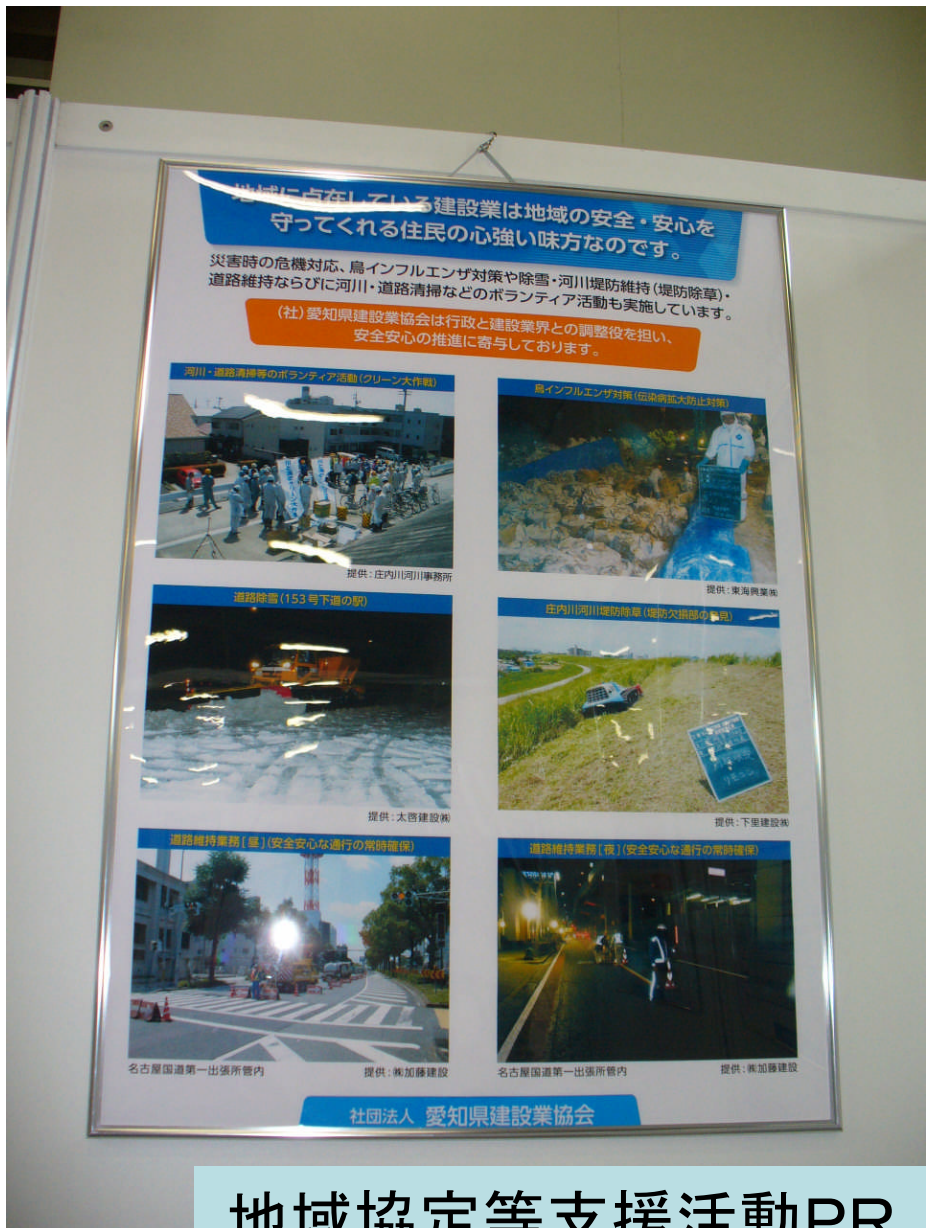 地域に点在している建設業は地域の安全・安心を
守ってくれる住民の心強い味方なのです。
災害時の危機対応、鳥インフルエンザ対策や除雪・河川堤防維持(堤防除草)・
道路維持ならびに河川・道路清掃などのボランティア活動も実施しています。
(社)愛知県建設業協会は行政と建設業界との調整役を担い、
安全安心の推進に寄与しております。
河川・道路清掃等のボランティア活動(クリーン大作戦)
提供:庄内川河川事務所
鳥インフルエンザ対策(伝染病拡大防止対策)
提供:東海興業㈱
道路除雪(153号下道の駅)
提供:太啓建設㈱
庄内川河川堤防除草(堤防欠損部の発見)
提供:下里建設㈱
道路維持業務[昼](安全安心な通行の常時確保)
名古屋国道第一出張所管内
提供:㈱加藤建設
道路維持業務[夜](安全安心な通行の常時確保)
名古屋国道第一出張所管内
提供:㈱加藤建設
社団法人 愛知県建設業協会
地域協定等支援活動PR